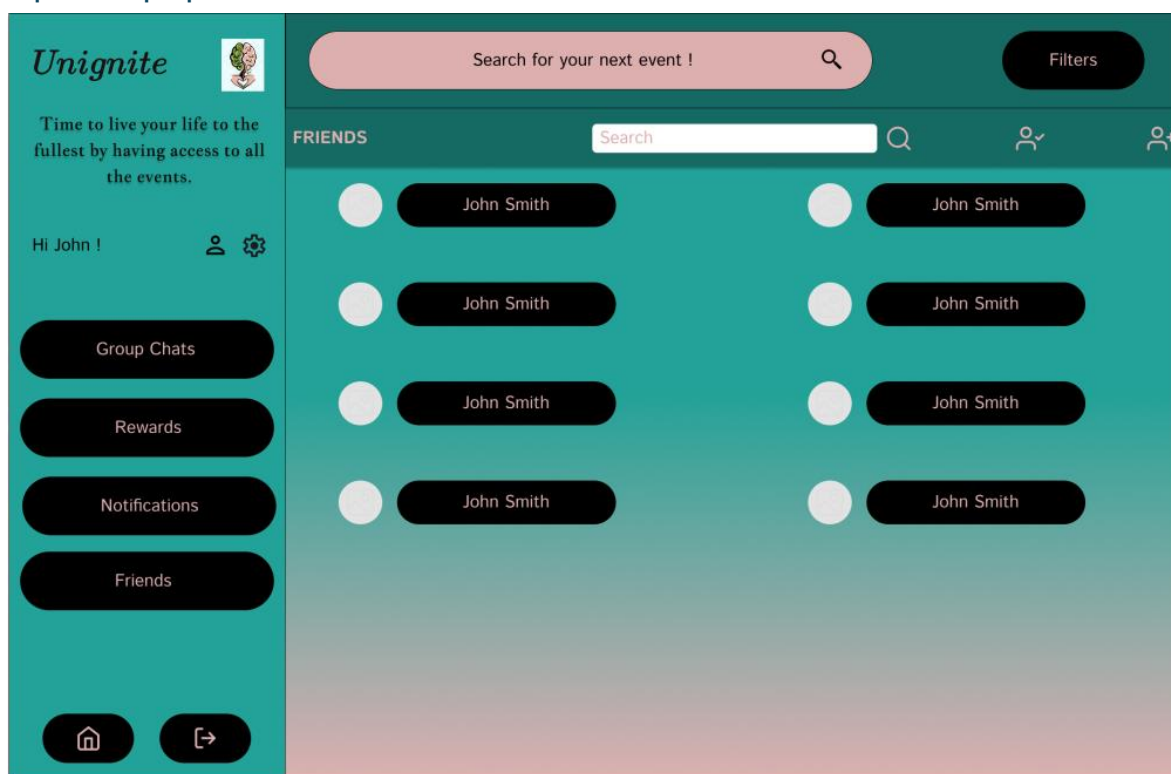 Unignite
Time to live your life to the
fullest by having access to all
the events.
Hi John !
Group Chats
Rewards
Notifications
Friends
Search for your next event !
Filters
FRIENDS
Search
John Smith
John Smith
John Smith
John Smith
John Smith
John Smith
John Smith
John Smith